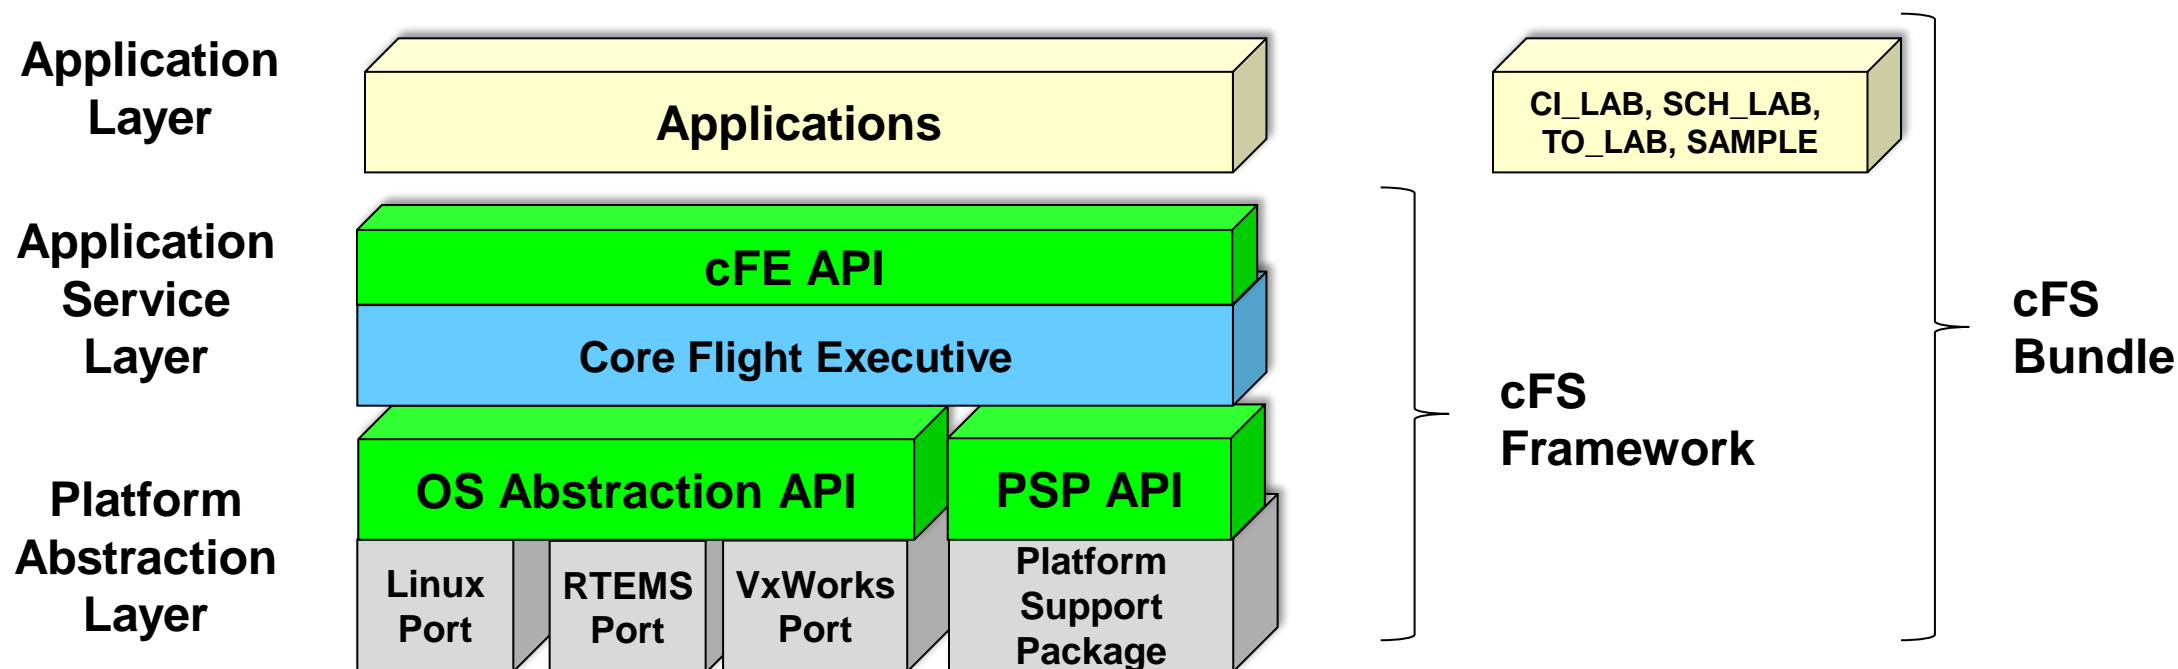 Application
Layer
Applications
CI_LAB, SCH_LAB,
TO_LAB, SAMPLE
Application
Service
Layer
cFE API
Core Flight Executive
cFS
Framework
cFS
Bundle
Platform
Abstraction
Layer
OS Abstraction API
PSP API
Linux
Port
RTEMS
Port
VxWorks
Port
Platform
Support
Package